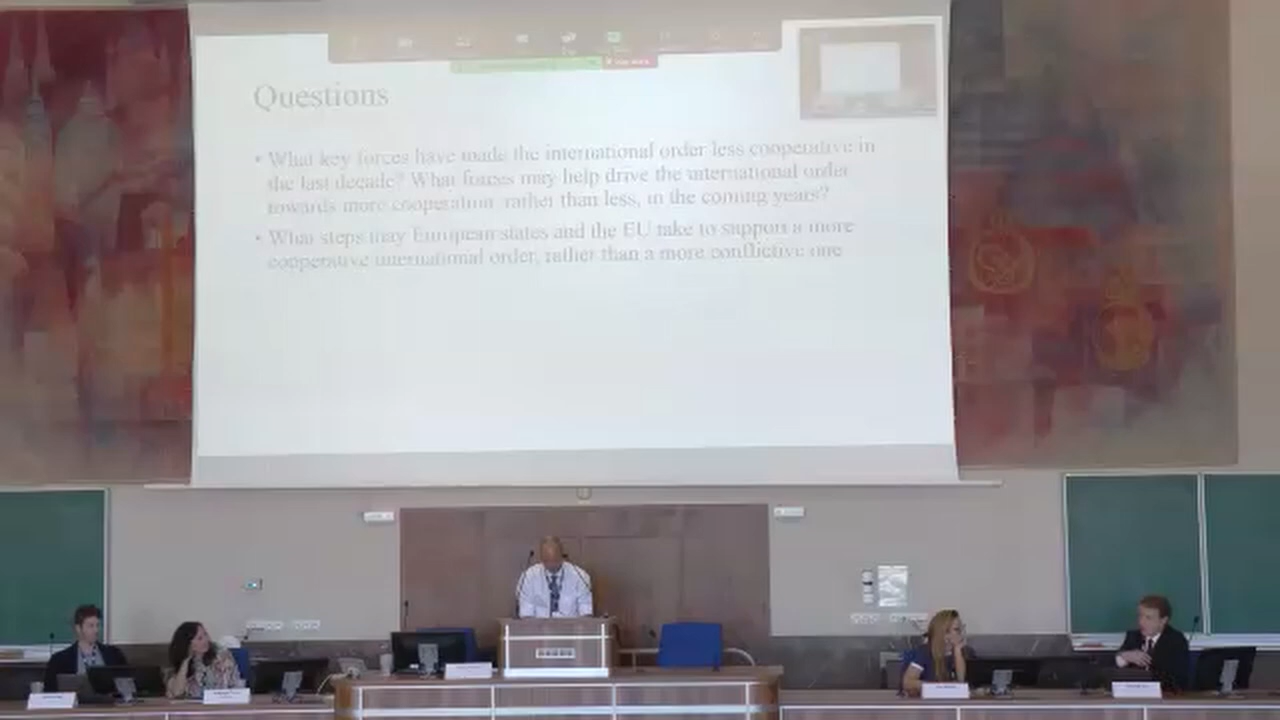 Questions
• What key forces have made the international order less cooperative in
the last decade? What forces may help drive the international order
towards more cooperation, rather than less, in the coming years?
• What steps may European states and the EU take to support a more
cooperative international order, rather than a more conflictive one